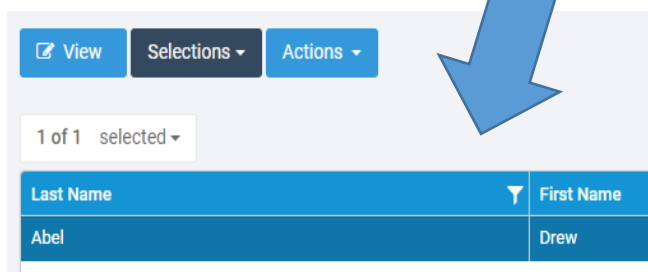 View Selections Actions
1 of 1 selected
Last Name First Name
Abel Drew